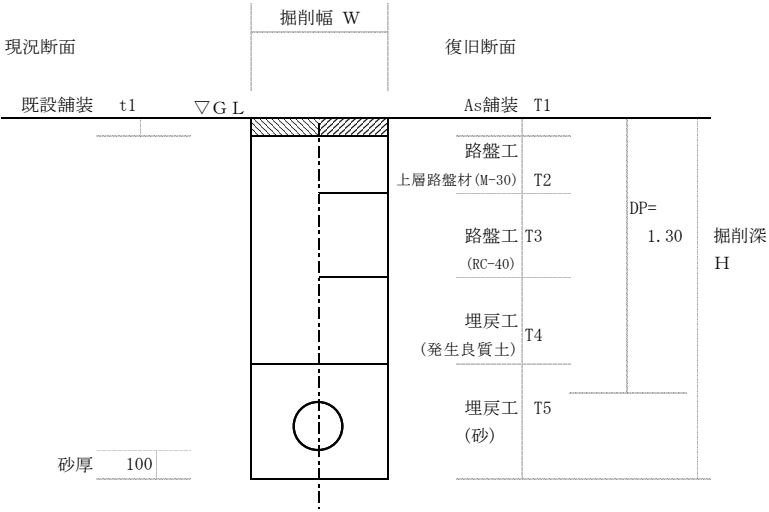 掘削幅 W
現況断面
復旧断面
既設舗装 t1
▽GL
As舗装 T1
路盤工
上層路盤材(M-30) T2
DP=
1.30
路盤工 T3
(RC-40)
掘削深
H
埋戻工
T4
(発生良質土)
埋戻工 T5
(砂)
砂厚 100